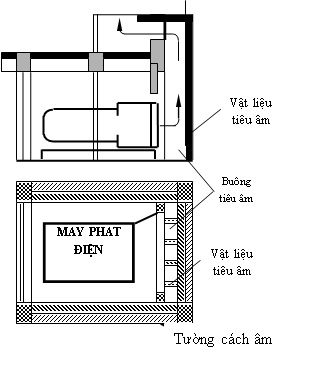 Vật liệu
tiêu âm
Buồng
tiêu âm
MAY PHAT
ĐIỆN
Vật liệu
tiêu âm
Tường cách âm